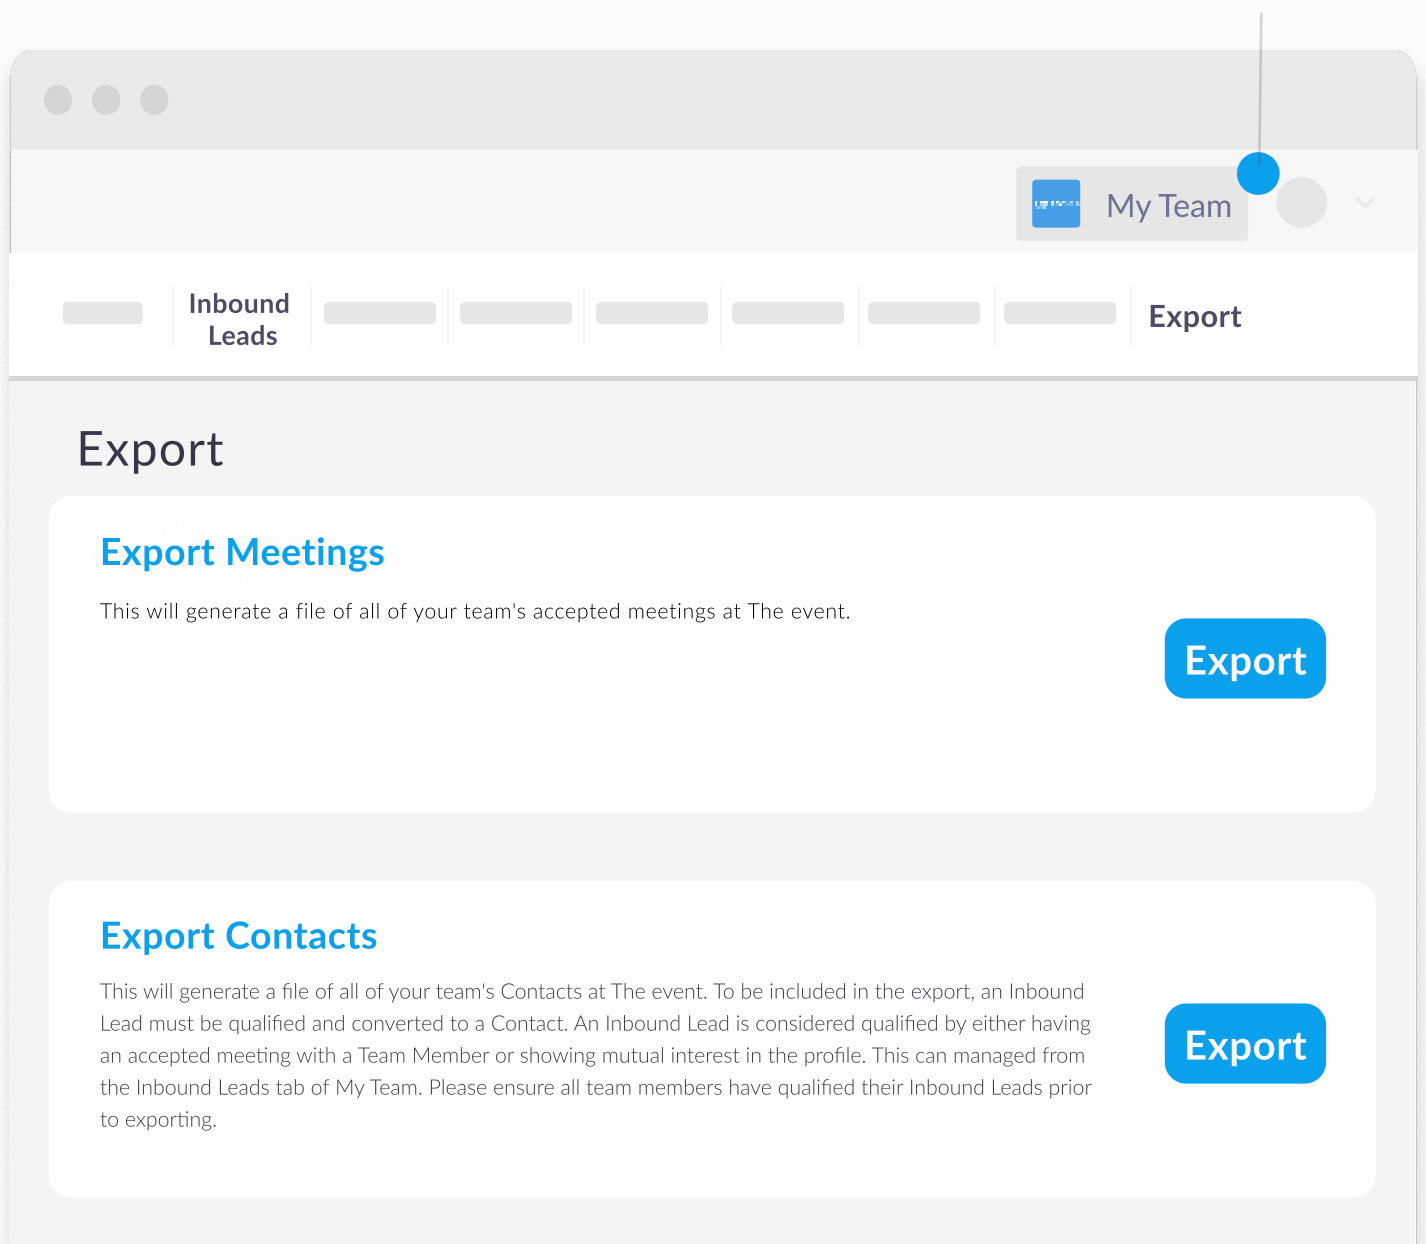 My Team
Inbound
Leads
Export
Export
Export Meetings
This will generate a file of all of your team's accepted meetings at The event.
Export
Export Contacts
This will generate a file of all of your team's Contacts at The event. To be included in the export, an Inbound
Lead must be qualified and converted to a Contact. An Inbound Lead is considered qualified by either having
an accepted meeting with a Team Member or showing mutual interest in the profile. This can managed from
the Inbound Leads tab of My Team. Please ensure all team members have qualified their Inbound Leads prior
to exporting.
Export